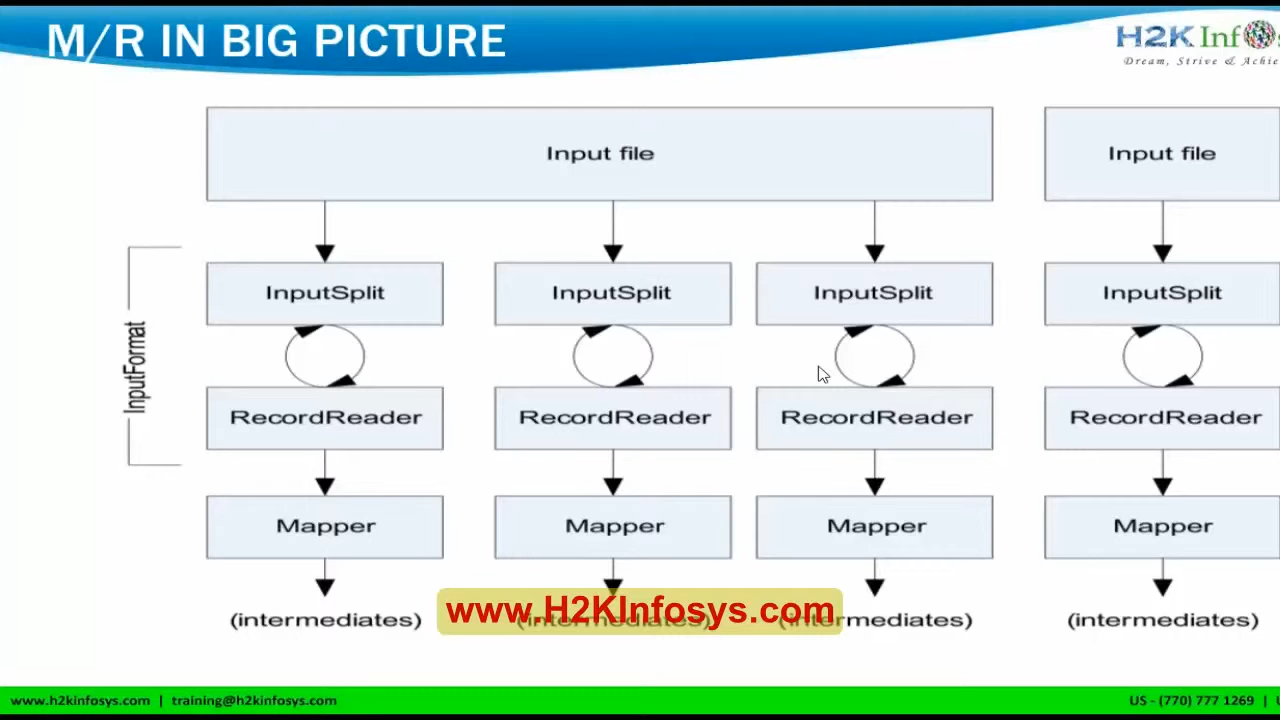 M/R IN BIG PICTURE
H2K Inf
Dream, Strive & Achie
Input file
Input file
InputFormat
InputSplit
InputSplit
InputSplit
InputSplit
RecordReader
RecordReader
RecordReader
RecordReader
Mapper
Mapper
Mapper
Mapper
www.H2KInfosys.com
(intermediates)
(intermediates)
(intermediates)
(intermediates)
www.h2kinfosys.com | training@h2kinfosys.com
US - (770) 777 1269 |